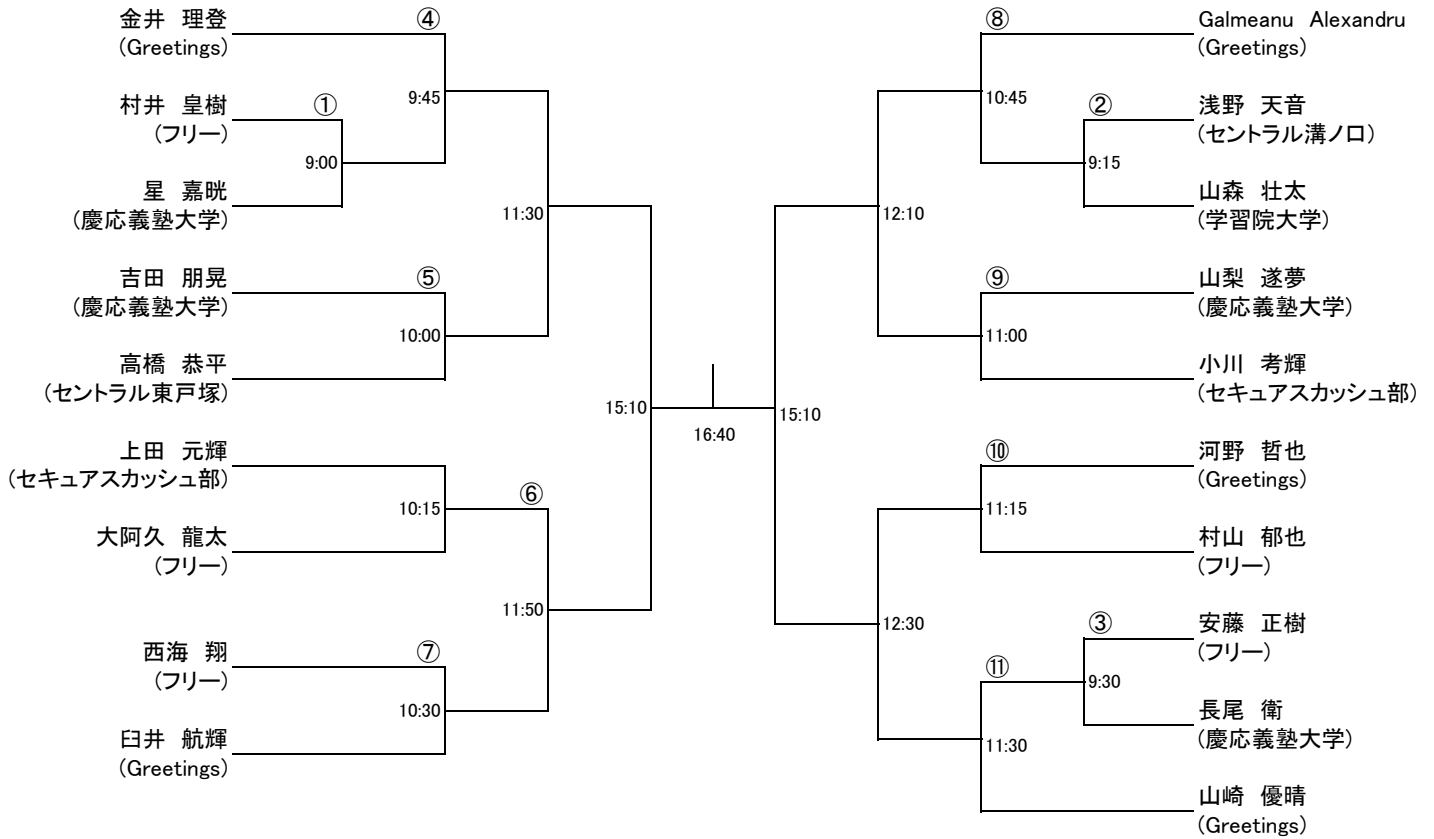 金井 理登
④
(Greetings)
9:45
村井 皇樹
①
(フリー)
9:00
星 嘉晄
(慶応義塾大学)
11:30
吉田 朋晃
⑤
(慶応義塾大学)
10:00
高橋 恭平
(セントラル東戸塚)
15:10
上田 元輝
(セキュアスカッシュ部)
10:15
⑥
大阿久 龍太
(フリー)
11:50
西海 翔
⑦
(フリー)
10:30
臼井 航輝
(Greetings)
16:40
⑧
Galmeanu Alexandru
(Greetings)
10:45
②
浅野 天音
(セントラル溝ノ口)
9:15
山森 壮太
(学習院大学)
12:10
⑨
山梨 遂夢
(慶応義塾大学)
11:00
小川 考輝
(セキュアスカッシュ部)
15:10
⑩
河野 哲也
(Greetings)
11:15
村山 郁也
(フリー)
12:30
③
安藤 正樹
(フリー)
⑪
9:30
長尾 衛
(慶応義塾大学)
11:30
山崎 優晴
(Greetings)